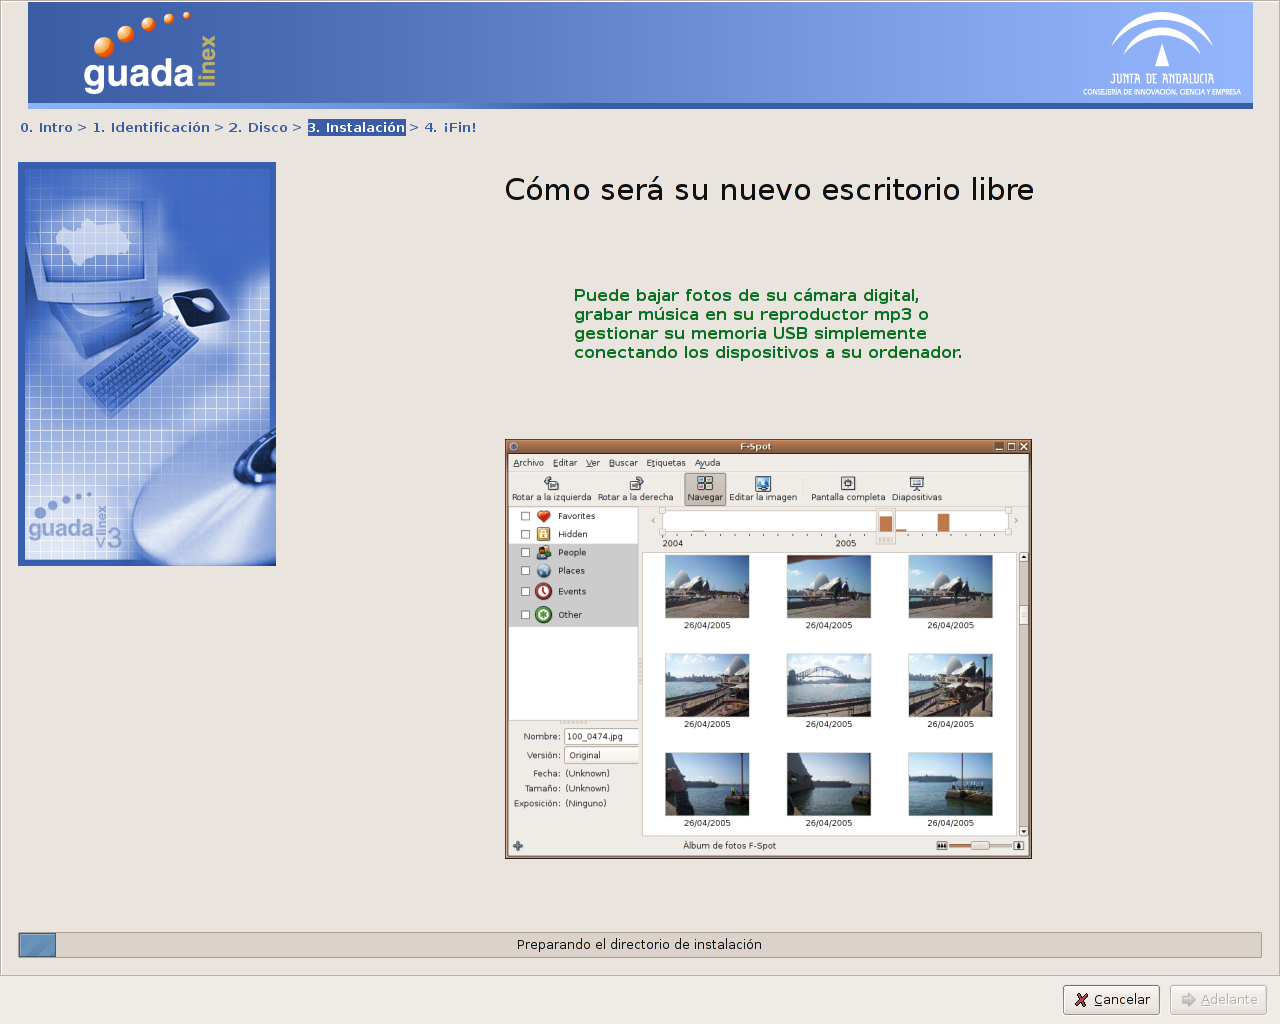 guada
linex
JUNTA DE ANDALUCIA
CONSEJERÍA DE INNOVACIÓN, CIENCIA Y EMPRESA
0. Intro > 1. Identificación > 2. Disco > 3. Instalación > 4. ¡Fin!
guada
linex
v3
Cómo será su nuevo escritorio libre
Puede bajar fotos de su cámara digital,
grabar música en su reproductor mp3 o
gestionar su memoria USB simplemente
conectando los dispositivos a su ordenador.
F-Spot
Archivo Editar Ver Buscar Etiquetas Ayuda
Rotar a la izquierda Rotar a la derecha Navegar Editar la imagen Pantalla completa Diapositivas
Favorites
Hidden
People
Places
Events
Other
2004 2005
26/04/2005 26/04/2005 26/04/2005
26/04/2005 26/04/2005 26/04/2005
26/04/2005 26/04/2005 26/04/2005
Nombre: 100_0474.jpg
Versión: Original
Fecha: (Unknown)
Tamaño: (Unknown)
Exposición: (Ninguno)
Álbum de fotos F-Spot
Preparando el directorio de instalación
Cancelar Adelante